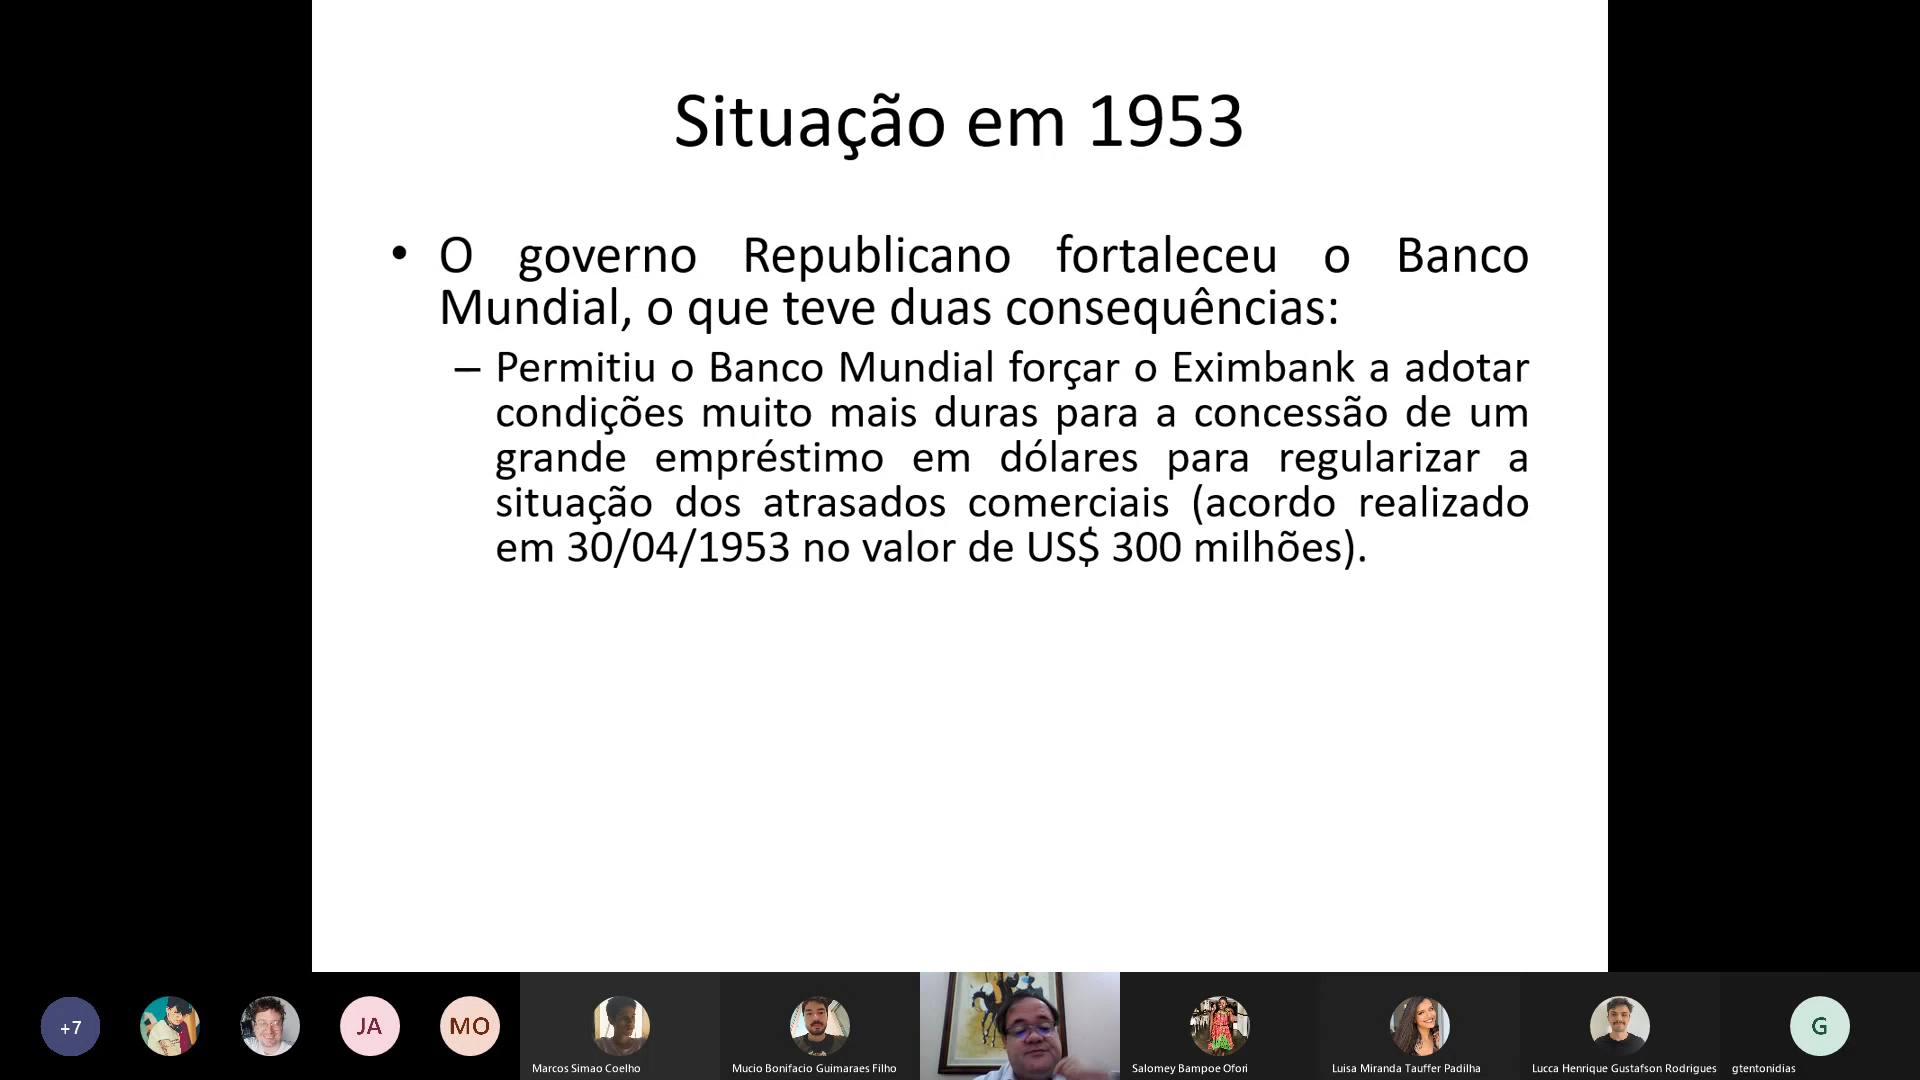 Situação em 1953
• O governo Republicano fortaleceu o Banco
Mundial, o que teve duas consequências:
– Permitiu o Banco Mundial forçar o Eximbank a adotar
condições muito mais duras para a concessão de um
grande empréstimo em dólares para regularizar a
situação dos atrasados comerciais (acordo realizado
em 30/04/1953 no valor de US$ 300 milhões).
+7
JA
MO
Marcos Simao Coelho
Mucio Bonifacio Guimaraes Filho
Salomey Bampoe Ofori
Luisa Miranda Tauffer Padilha
Lucca Henrique Gustafson Rodrigues
G
gtentonidias